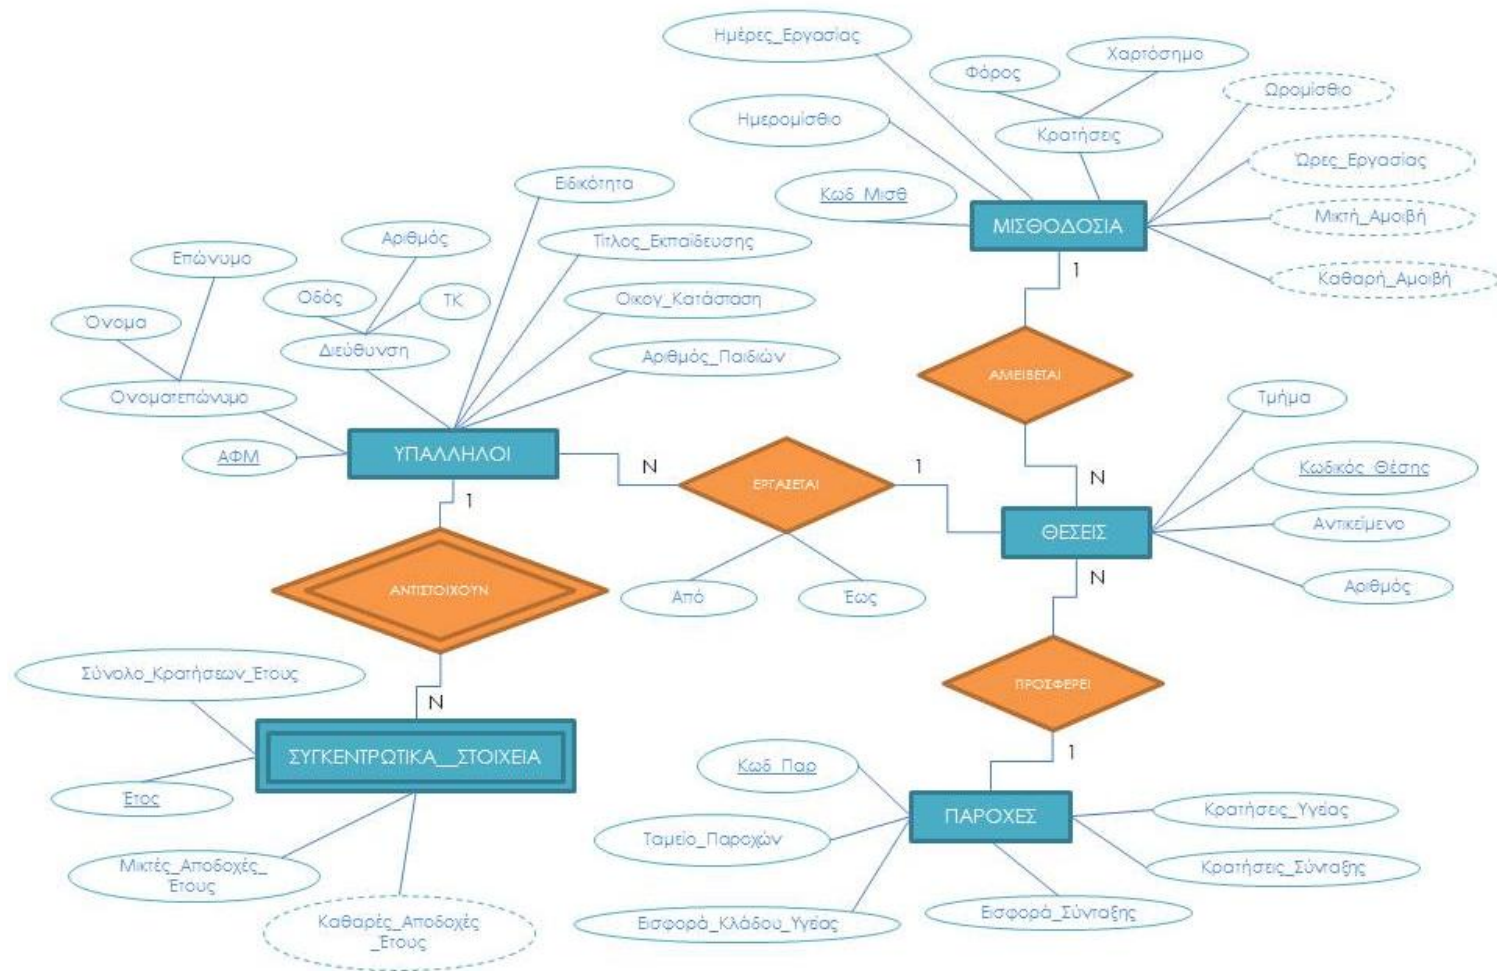 Ημέρες_Εργασίας
Χαρτόσημο
Φόρος
Ωρομίσθιο
Ημερομίσθιο
Κρατήσεις
Ώρες_Εργασίας
Κωδ_Μισθ
Ειδικότητα
ΜΙΣΘΟΔΟΣΙΑ
Μικτή_Αμοιβή
Αριθμός
Τίτλος_Εκπαίδευσης
Επώνυμο
1
Καθαρή_Αμοιβή
Οδός
ΤΚ
Οικογ_Κατάσταση
Όνομα
Διεύθυνση
Αριθμός_Παιδιών
ΑΜΕΙΒΕΤΑΙ
Ονοματεπώνυμο
Τμήμα
ΑΦΜ
ΥΠΑΛΛΗΛΟΙ
Ν
1
Ν
Κωδικός_Θέσης
ΕΡΓΑΖΕΤΑΙ
1
ΘΕΣΕΙΣ
Αντικείμενο
Ν
ΑΝΤΙΣΤΟΙΧΟΥΝ
Από
Έως
Αριθμός
Σύνολο_Κρατήσεων_Έτους
ΠΡΟΣΦΕΡΕΙ
Ν
ΣΥΓΚΕΝΤΡΩΤΙΚΑ__ΣΤΟΙΧΕΙΑ
1
Κωδ_Παρ
Έτος
Κρατήσεις_Υγείας
ΠΑΡΟΧΕΣ
Ταμείο_Παροχών
Μικτές_Αποδοχές_
Έτους
Κρατήσεις_Σύνταξης
Εισφορά_Σύνταξης
Καθαρές_Αποδοχές
_Έτους
Εισφορά_Κλάδου_Υγείας